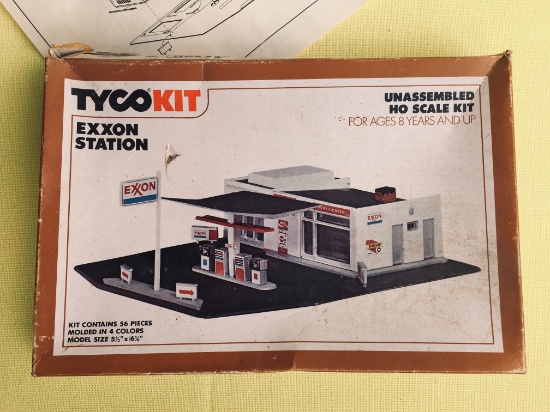 TYCOKIT
EXXON
STATION
UNASSEMBLED
HO SCALE KIT
FOR AGES 8 YEARS AND UP
EXXON
EXXON
KIT CONTAINS 56 PIECES
MOLDED IN 4 COLORS
MODEL SIZE 5½" x 6¾"